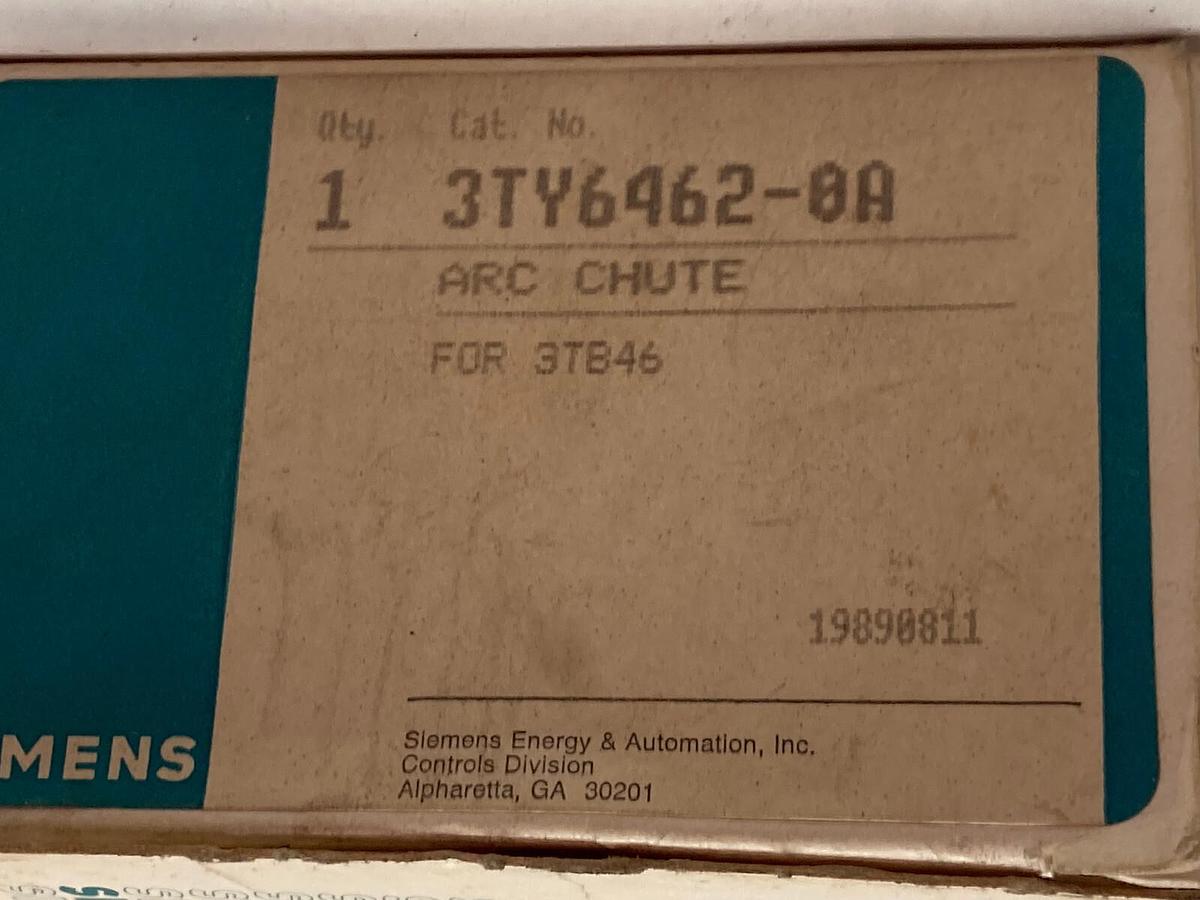 Qty. Cat. No.
1 3TY6462-0A
ARC CHUTE
FOR 3TB46
19890811
MENS
Siemens Energy & Automation, Inc.
Controls Division
Alpharetta, GA 30201